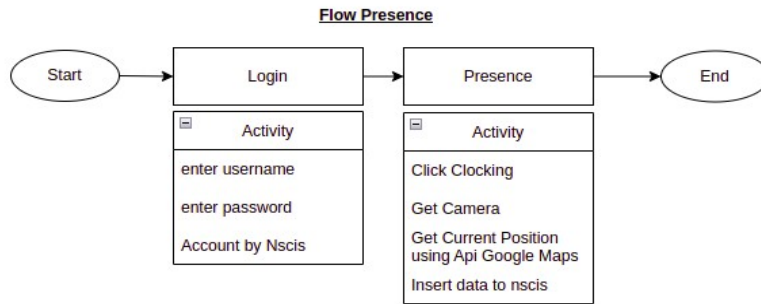 Flow Presence
Start
Login
Presence
End
Activity
enter username
enter password
Account by Nscis
Activity
Click Clocking
Get Camera
Get Current Position
using Api Google Maps
Insert data to nscis